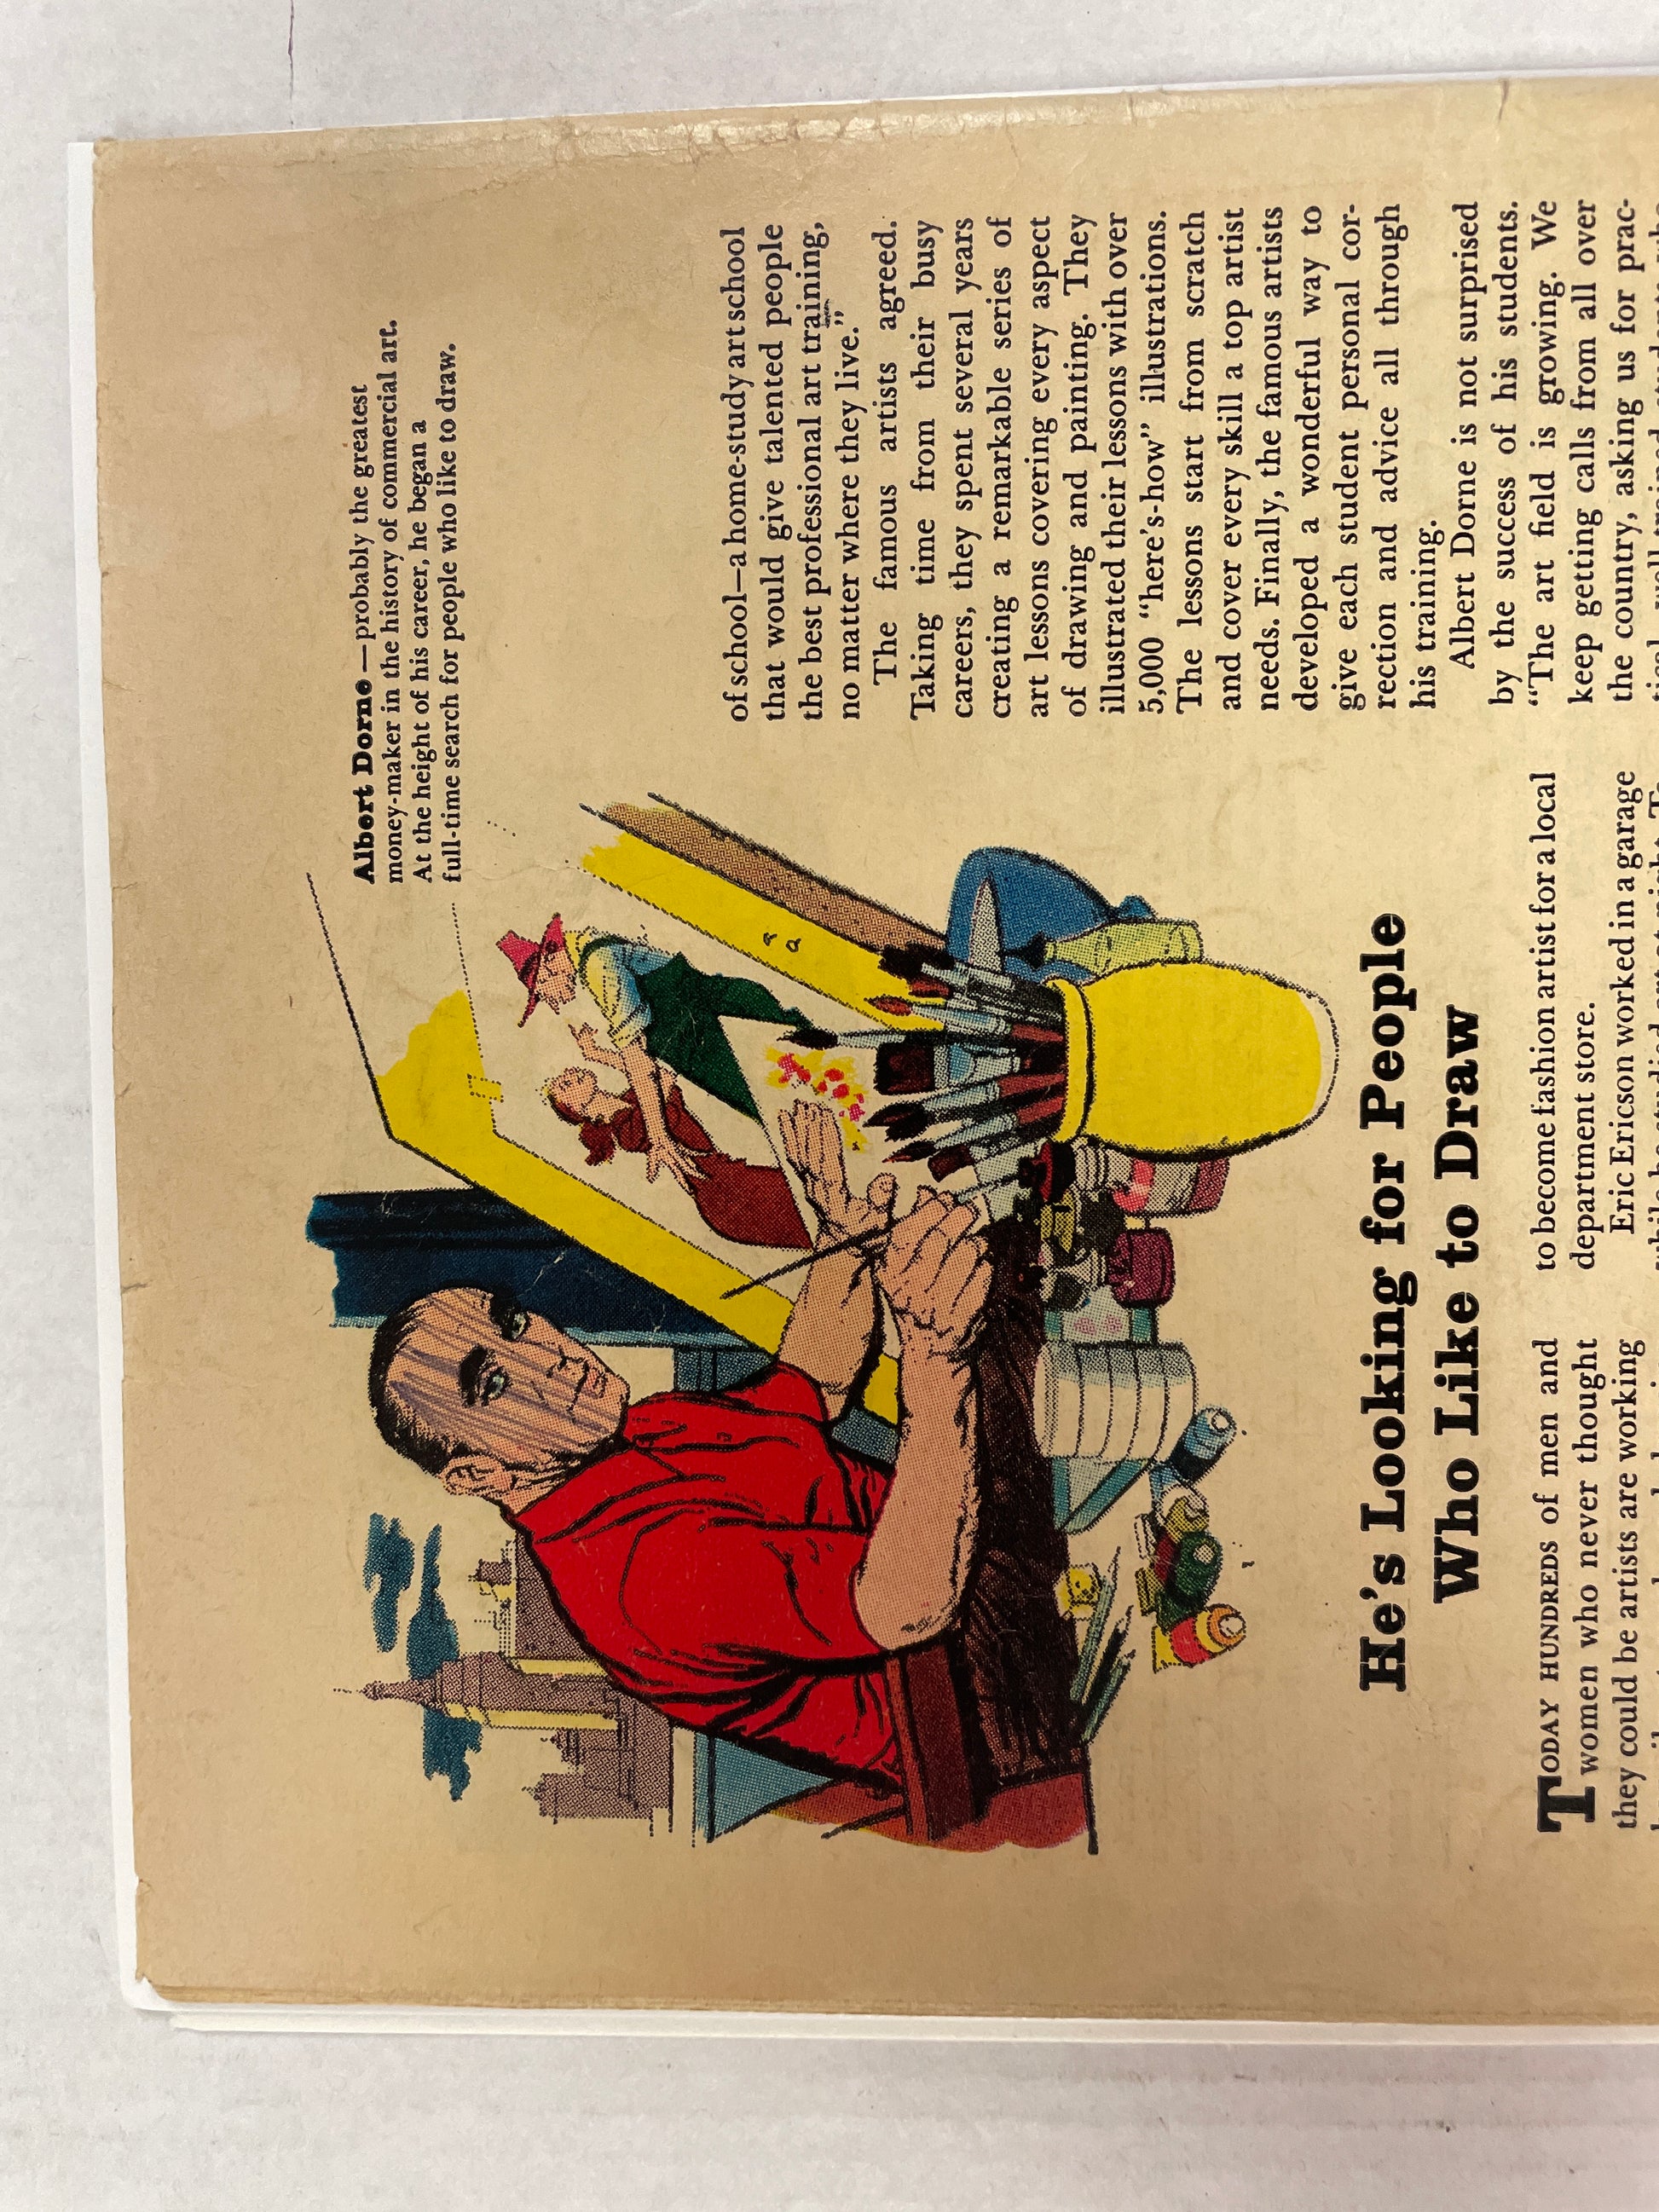 Albert Dorne — probably the greatest
money-maker in the history of commercial art.
At the height of his career, he began a
full-time search for people who like to draw.
He's Looking for People
Who Like to Draw
TODAY HUNDREDS of men and
women who never thought
they could be artists are working
to become fashion artist for a local
department store.
Eric Ericson worked in a garage
of school—a home-study art school
that would give talented people
the best professional art training,
no matter where they live."
The famous artists agreed.
Taking time from their busy
careers, they spent several years
creating a remarkable series of
art lessons covering every aspect
of drawing and painting. They
illustrated their lessons with over
5,000 "here's-how" illustrations.
The lessons start from scratch
and cover every skill a top artist
needs. Finally, the famous artists
developed a wonderful way to
give each student personal cor-
rection and advice all through
his training.
Albert Dorne is not surprised
by the success of his students.
"The art field is growing. We
keep getting calls from all over
the country, asking us for prac-